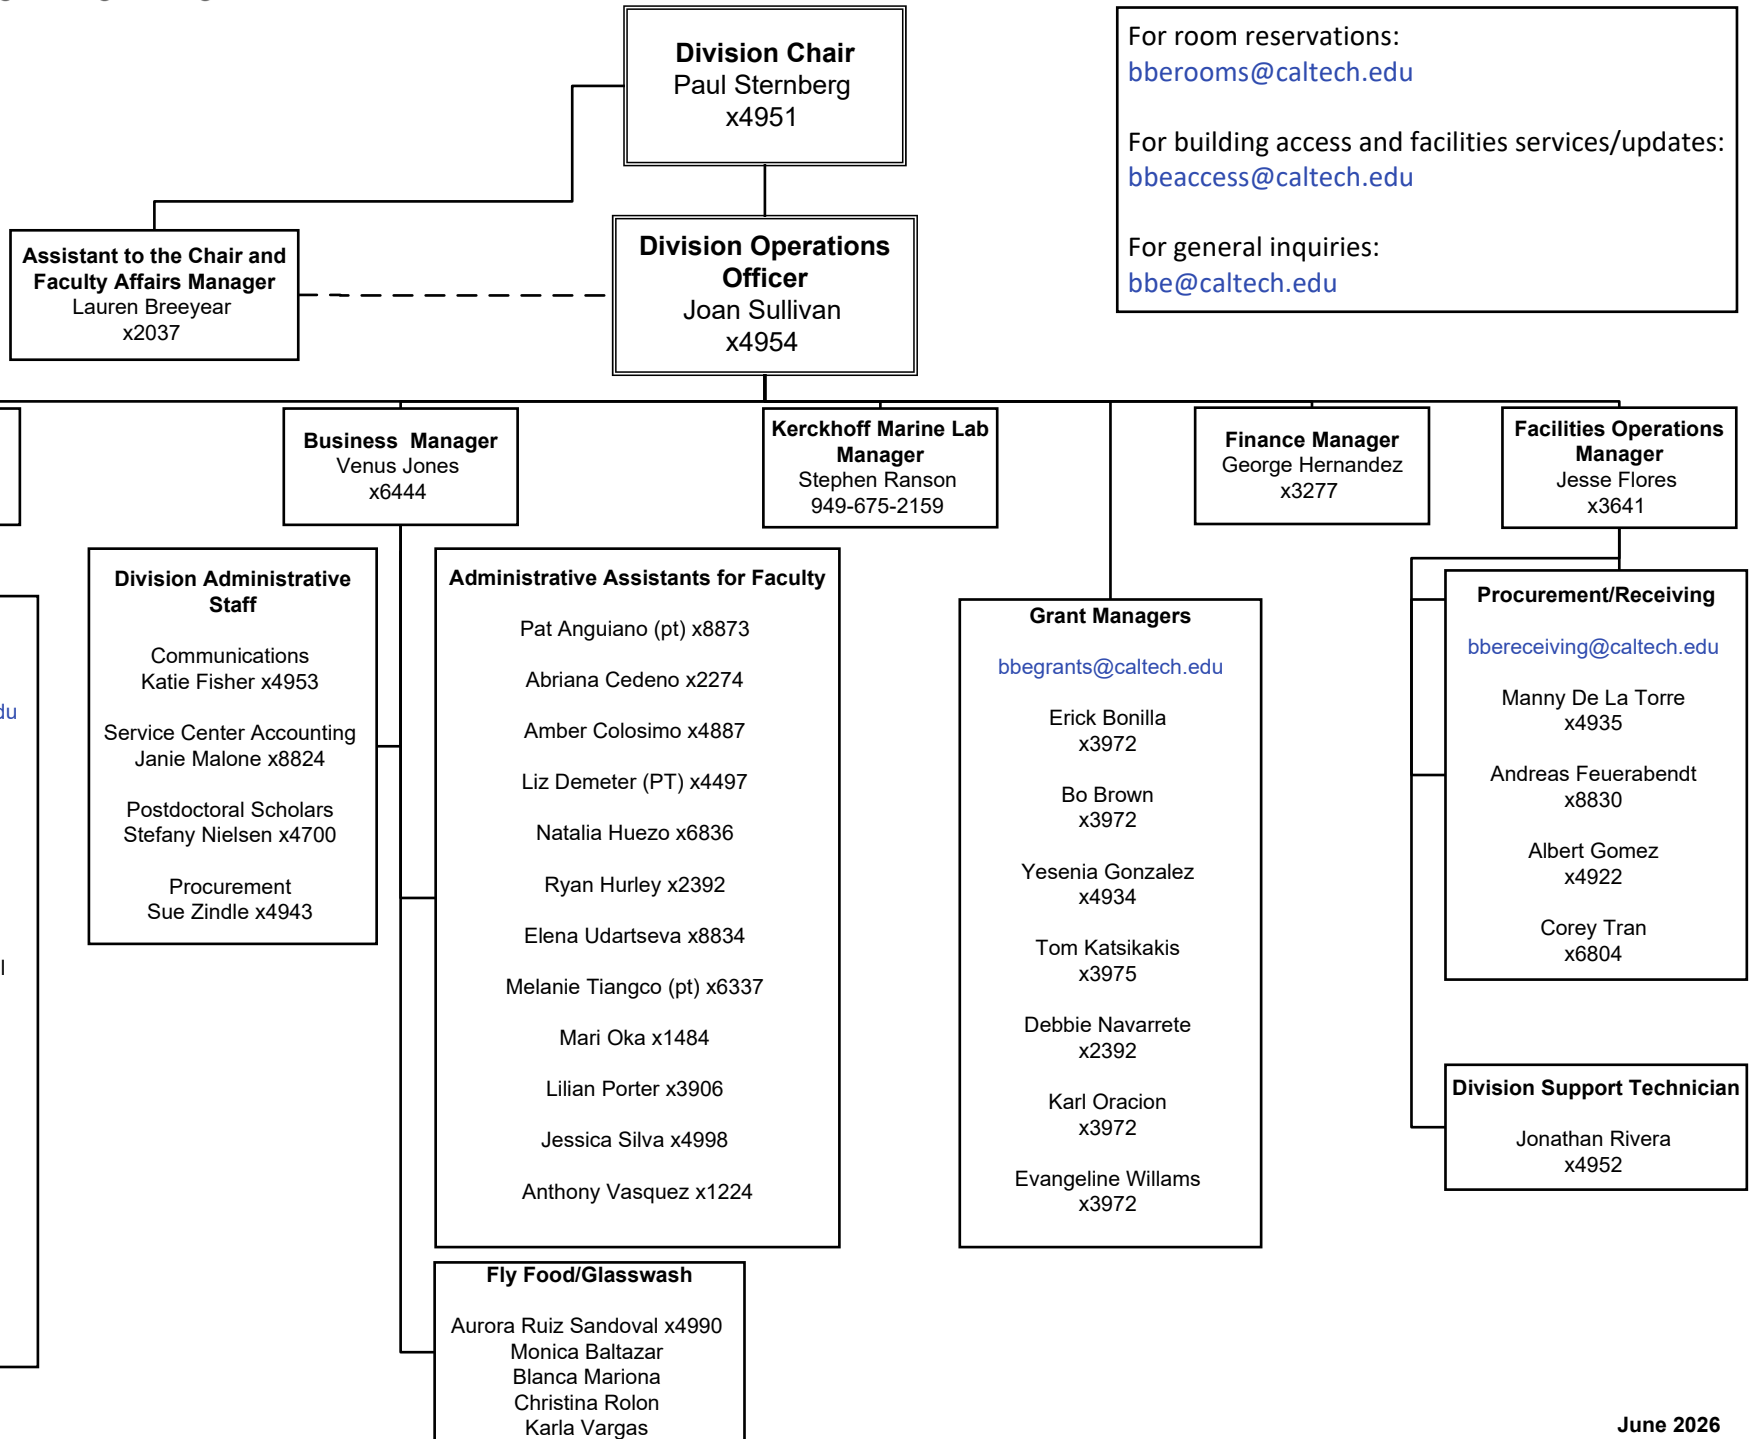 Division Chair
Paul Sternberg
x4951
For room reservations:
bberooms@caltech.edu
For building access and facilities services/updates:
bbeaccess@caltech.edu
For general inquiries:
bbe@caltech.edu
Assistant to the Chair and
Faculty Affairs Manager
Lauren Breeyear
x2037
Division Operations
Officer
Joan Sullivan
x4954
Business  Manager
Venus Jones
x6444
Kerckhoff Marine Lab
Manager
Stephen Ranson
949-675-2159
Finance Manager
George Hernandez
x3277
Facilities Operations
Manager
Jesse Flores
x3641
du
l
Division Administrative
Staff
Communications
Katie Fisher x4953
Service Center Accounting
Janie Malone x8824
Postdoctoral Scholars
Stefany Nielsen x4700
Procurement
Sue Zindle x4943
Administrative Assistants for Faculty
Pat Anguiano (pt) x8873
Abriana Cedeno x2274
Amber Colosimo x4887
Liz Demeter (PT) x4497
Natalia Huezo x6836
Ryan Hurley x2392
Elena Udartseva x8834
Melanie Tiangco (pt) x6337
Mari Oka x1484
Lilian Porter x3906
Jessica Silva x4998
Anthony Vasquez x1224
Fly Food/Glasswash
Aurora Ruiz Sandoval x4990
Monica Baltazar
Blanca Mariona
Christina Rolon
Karla Vargas
Grant Managers
bbegrants@caltech.edu
Erick Bonilla
x3972
Bo Brown
x3972
Yesenia Gonzalez
x4934
Tom Katsikakis
x3975
Debbie Navarrete
x2392
Karl Oracion
x3972
Evangeline Willams
x3972
Procurement/Receiving
bbereceiving@caltech.edu
Manny De La Torre
x4935
Andreas Feuerabendt
x8830
Albert Gomez
x4922
Corey Tran
x6804
Division Support Technician
Jonathan Rivera
x4952
June 2026